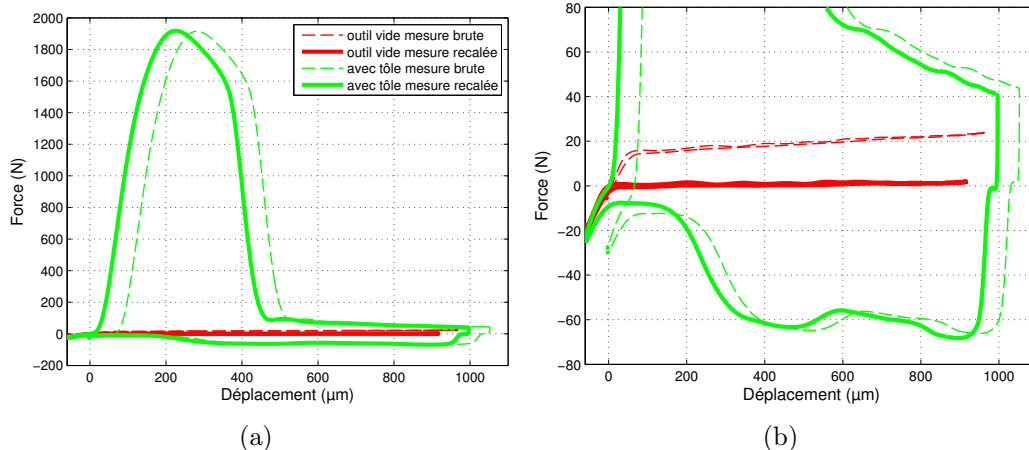 2000
1800
1600
1400
1200
1000
800
600
400
200
0
−200
0 200 400 600 800 1000
Déplacement (µm)
Force (N)
outil vide mesure brute
outil vide mesure recalée
avec tôle mesure brute
avec tôle mesure recalée
(a)
80
60
40
20
0
−20
−40
−60
−80
0 200 400 600 800 1000
Déplacement (µm)
Force (N)
(b)